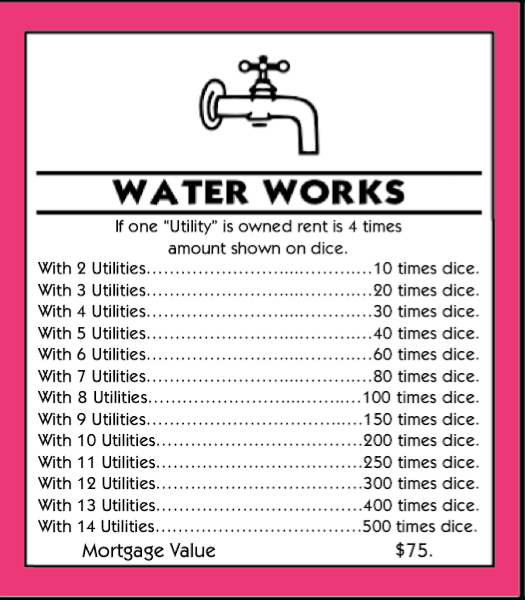 WATER WORKS
If one “Utility” is owned rent is 4 times
amount shown on dice.
With 2 Utilities……………………....…………10 times dice.
With 3 Utilities……………………....…………20 times dice.
With 4 Utilities……………………....…………30 times dice.
With 5 Utilities……………………....…………40 times dice.
With 6 Utilities……………………....…………60 times dice.
With 7 Utilities……………………....…………80 times dice.
With 8 Utilities……………………....………100 times dice.
With 9 Utilities…………………………....…150 times dice.
With 10 Utilities………………………………200 times dice.
With 11 Utilities………………………………250 times dice.
With 12 Utilities………………………………300 times dice.
With 13 Utilities………………………………400 times dice.
With 14 Utilities………………………………500 times dice.
Mortgage Value $75.